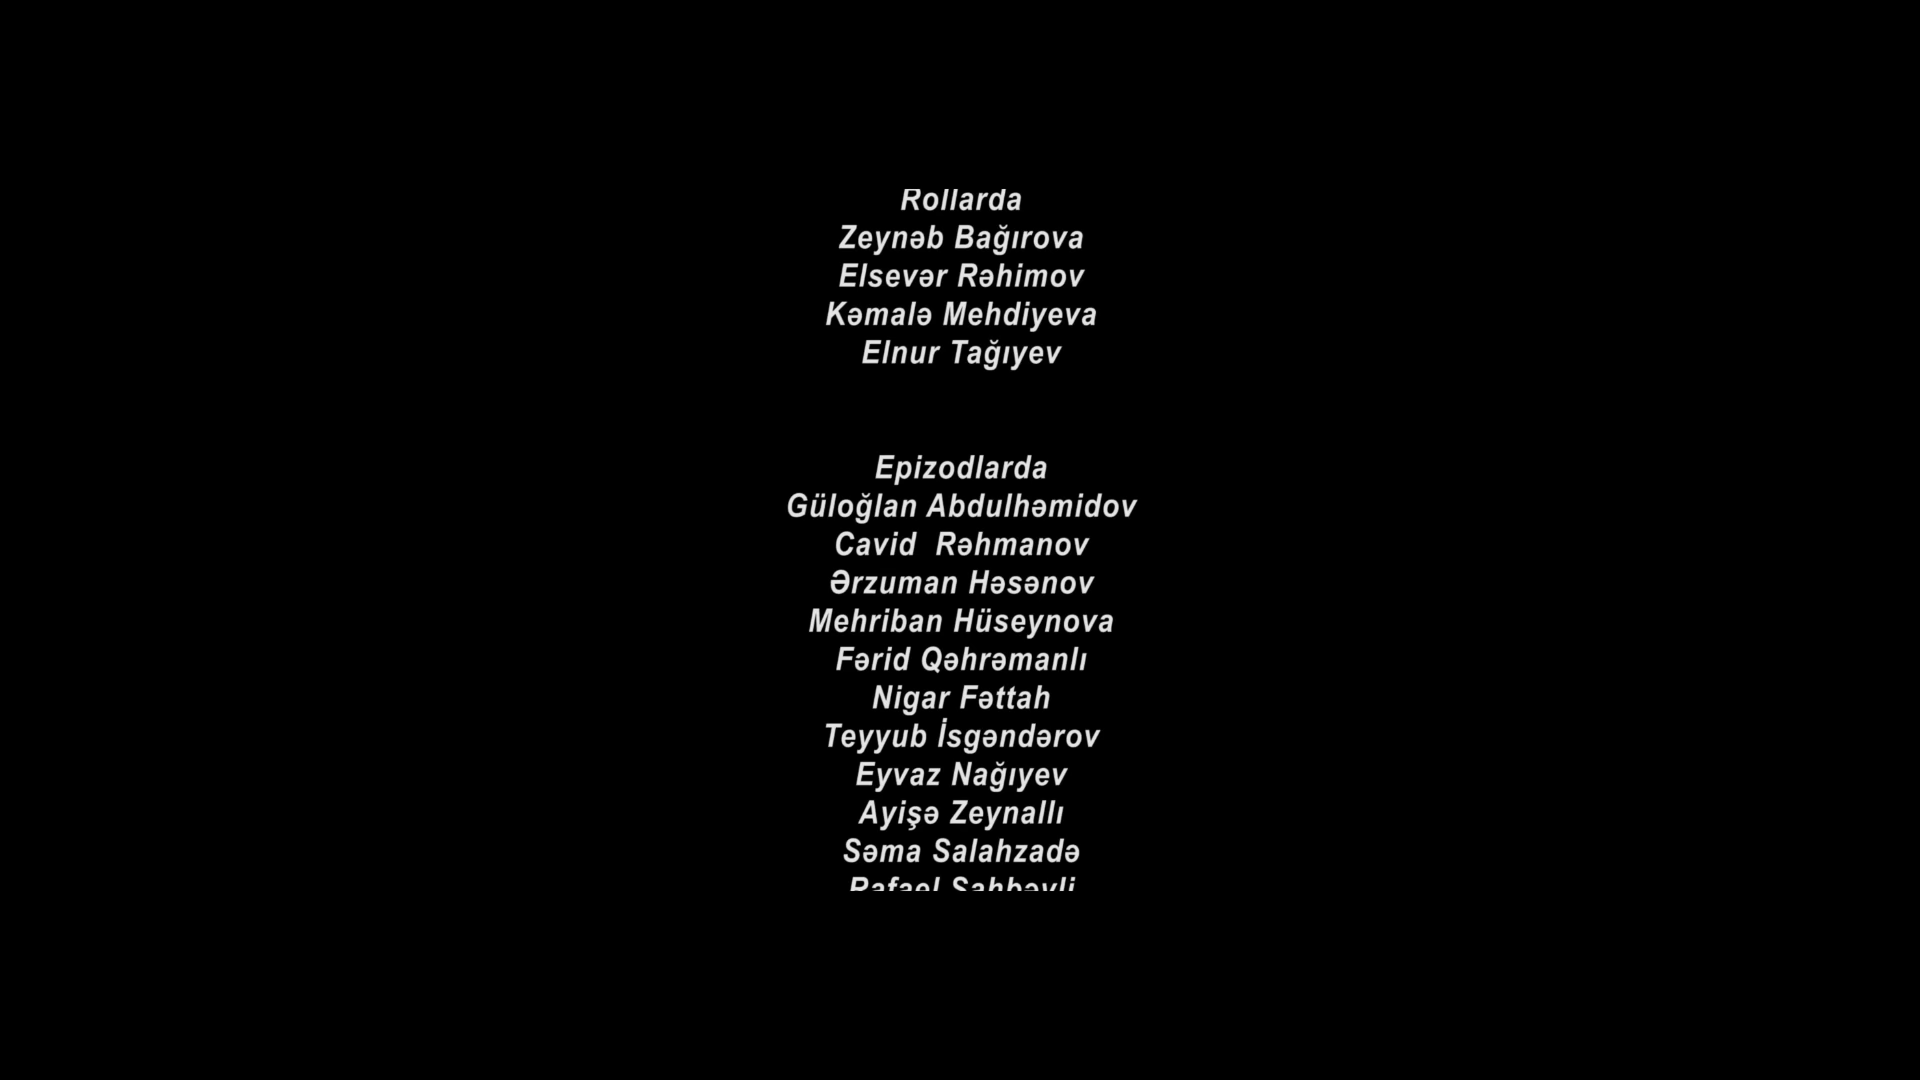 Rollarda
Zeynəb Bağırova
Elsevər Rəhimov
Kəmalə Mehdiyeva
Elnur Tağıyev
Epizodlarda
Güloğlan Abdulhəmidov
Cavid  Rəhmanov
Ərzuman Həsənov
Mehriban Hüseynova
Fərid Qəhrəmanlı
Nigar Fəttah
Teyyub İsgəndərov
Eyvaz Nağıyev
Ayişə Zeynallı
Səma Salahzadə
Rafael